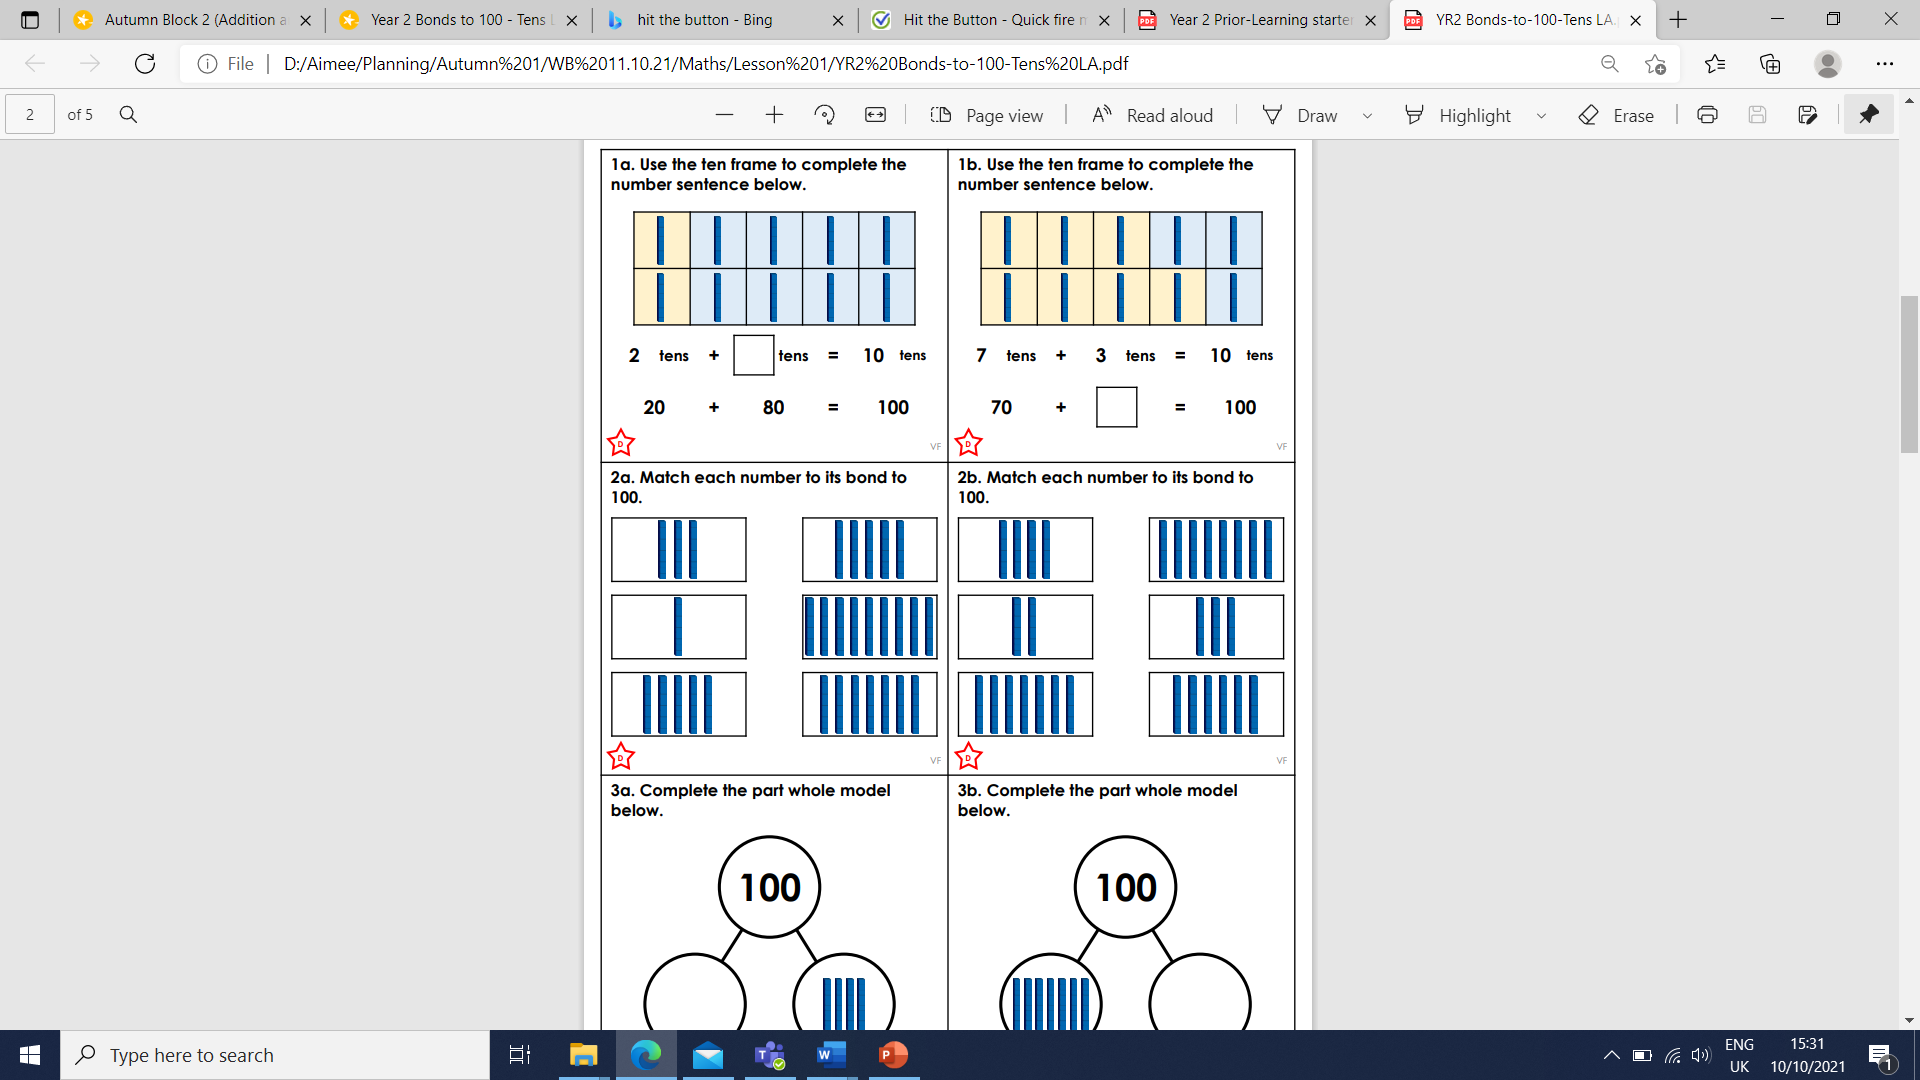 Autumn Block 2 (Addition a
Year 2 Bonds to 100 - Tens L
hit the button - Bing
Hit the Button - Quick fire m
Year 2 Prior-Learning starter
YR2 Bonds-to-100-Tens LA.p
File
D:/Aimee/Planning/Autumn%201/WB%2011.10.21/Maths/Lesson%201/YR2%20Bonds-to-100-Tens%20LA.pdf
2 of 5
Page view
Read aloud
Draw
Highlight
Erase
1a. Use the ten frame to complete the
number sentence below.
2 tens + tens = 10 tens
20 + 80 = 100
D
VF
1b. Use the ten frame to complete the
number sentence below.
7 tens + 3 tens = 10 tens
70 + = 100
D
VF
2a. Match each number to its bond to
100.
D
VF
2b. Match each number to its bond to
100.
D
VF
3a. Complete the part whole model
below.
100
3b. Complete the part whole model
below.
100
Type here to search
ENG
UK
15:31
10/10/2021
1